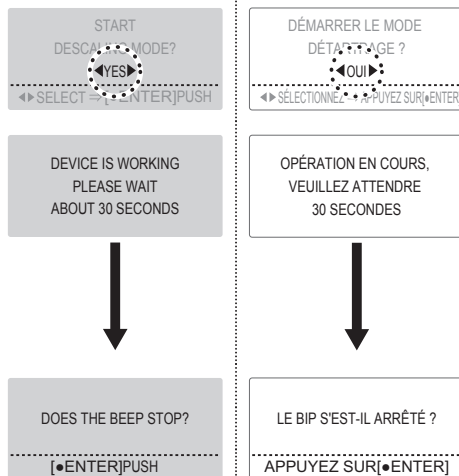 START
DESCALING MODE?
◀YES▶
◀▶SELECT ⇒ [●ENTER]PUSH
DEVICE IS WORKING
PLEASE WAIT
ABOUT 30 SECONDS
DOES THE BEEP STOP?
[●ENTER]PUSH
DÉMARRER LE MODE
DÉTARTRAGE ?
◀OUI▶
◀▶ SÉLECTIONNEZ ⇒ APPUYEZ SUR[●ENTER]
OPÉRATION EN COURS,
VEUILLEZ ATTENDRE
30 SECONDES
LE BIP S'EST-IL ARRÊTÉ ?
APPUYEZ SUR[●ENTER]